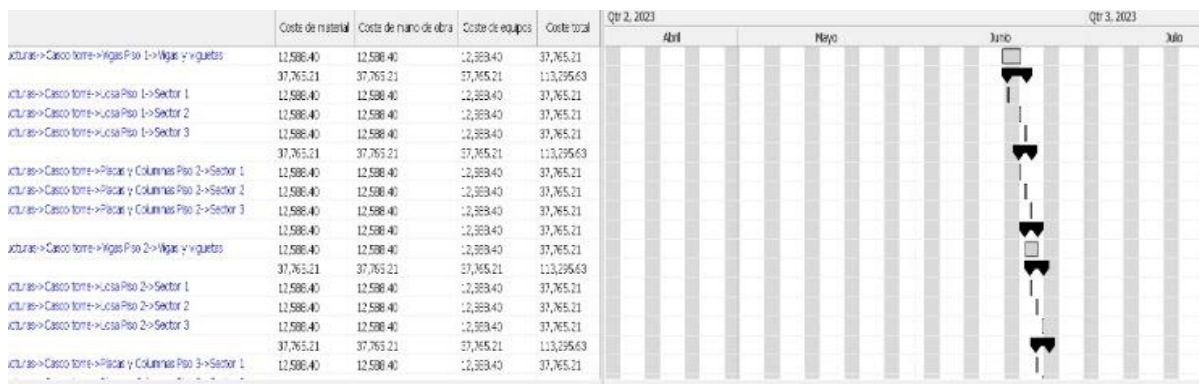 Coste de material Coste de mano de obra Coste de equipos Coste total
Qtr 2, 2023 Qtr 3, 2023
Abril Mayo Junio Julio
cturas->Casco torre->Vigas Piso 1->Vigas y viguetas 12,588.40 12,588.40 12,588.40 37,765.21
37,765.21 37,765.21 37,765.21 113,295.63
cturas->Casco torre->Losa Piso 1->Sector 1 12,588.40 12,588.40 12,588.40 37,765.21
cturas->Casco torre->Losa Piso 1->Sector 2 12,588.40 12,588.40 12,588.40 37,765.21
cturas->Casco torre->Losa Piso 1->Sector 3 12,588.40 12,588.40 12,588.40 37,765.21
37,765.21 37,765.21 37,765.21 113,295.63
cturas->Casco torre->Placas y Columnas Piso 2->Sector 1 12,588.40 12,588.40 12,588.40 37,765.21
cturas->Casco torre->Placas y Columnas Piso 2->Sector 2 12,588.40 12,588.40 12,588.40 37,765.21
cturas->Casco torre->Placas y Columnas Piso 2->Sector 3 12,588.40 12,588.40 12,588.40 37,765.21
12,588.40 12,588.40 12,588.40 37,765.21
cturas->Casco torre->Vigas Piso 2->Vigas y viguetas 12,588.40 12,588.40 12,588.40 37,765.21
37,765.21 37,765.21 37,765.21 113,295.63
cturas->Casco torre->Losa Piso 2->Sector 1 12,588.40 12,588.40 12,588.40 37,765.21
cturas->Casco torre->Losa Piso 2->Sector 2 12,588.40 12,588.40 12,588.40 37,765.21
cturas->Casco torre->Losa Piso 2->Sector 3 12,588.40 12,588.40 12,588.40 37,765.21
37,765.21 37,765.21 37,765.21 113,295.63
cturas->Casco torre->Placas y Columnas Piso 3->Sector 1 12,588.40 12,588.40 12,588.40 37,765.21